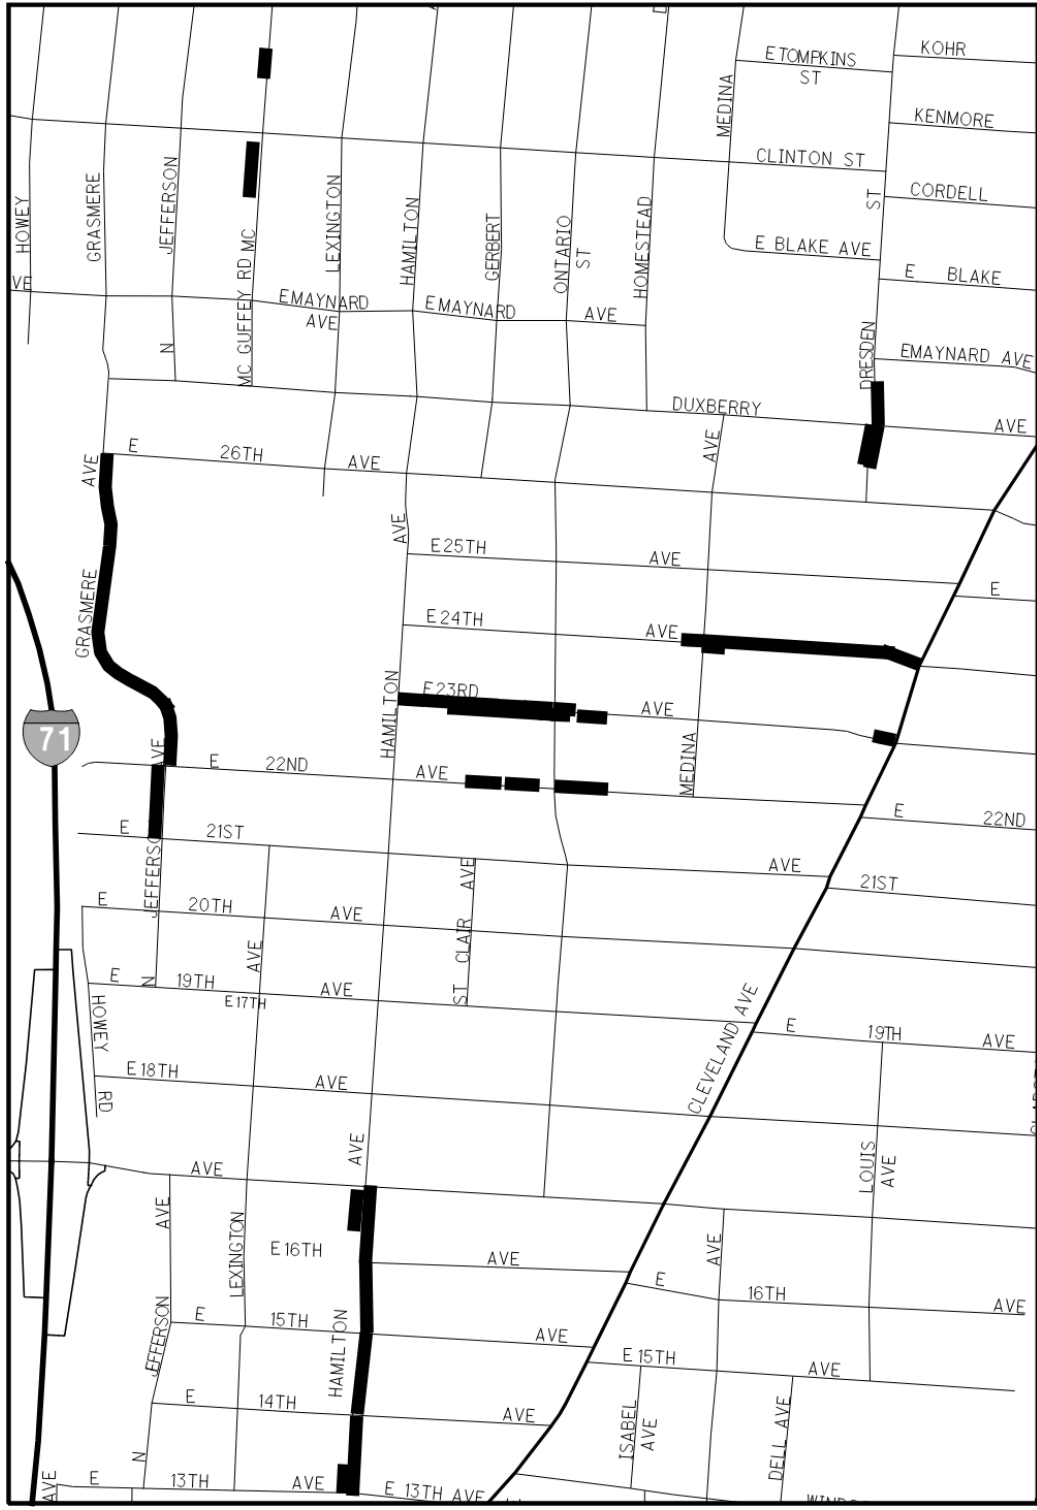 E TOMPKINS
ST
KOHR
KENMORE
MEDINA
CLINTON ST
CORDELL
ST
E BLAKE AVE
E BLAKE
HOWEY
GRASMERE
JEFFERSON
MC GUFFEY RD MC
LEXINGTON
HAMILTON
GERBERT
ONTARIO
ST
HOMESTEAD
VE
E MAYNARD
AVE
E MAYNARD
AVE
DRESDEN
E MAYNARD AVE
N
DUXBERRY
AVE
AVE
E
26TH
AVE
AVE
AVE
E 25TH
AVE
E
GRASMERE
E 24TH
AVE
HAMILTON
E 23RD
AVE
71
AVE
E
22ND
AVE
MEDINA
E
22ND
E
21ST
AVE
21ST
JEFFERSO
E
20TH
AVE
AVE
ST CLAIR
AVE
E
N
19TH
AVE
E 17TH
HOWEY
RD
CLEVELAND AVE
E
19TH
AVE
E 18TH
AVE
AVE
LOUIS
AVE
AVE
AVE
LEXINGTON
E 16TH
AVE
AVE
E
16TH
AVE
JEFFERSON
E
15TH
HAMILTON
AVE
E 15TH
AVE
E
14TH
AVE
ISABEL
AVE
DELL AVE
N
AVE
E
13TH
AVE
E 13TH AVE